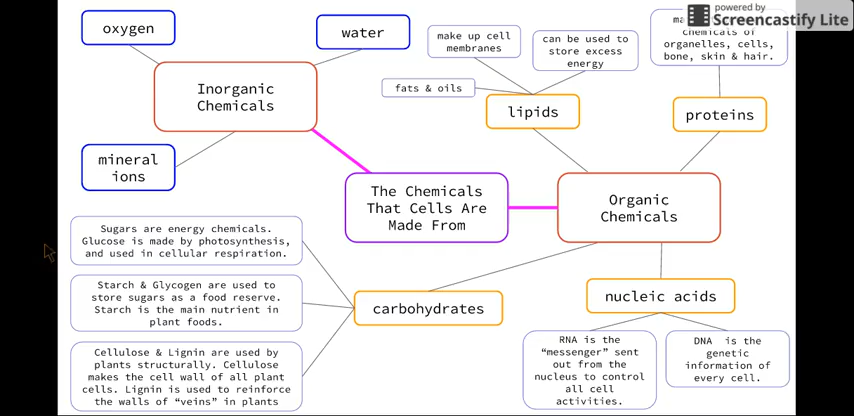 powered by
Screencastify Lite
oxygen
water
Inorganic
Chemicals
mineral
ions
make up cell
membranes
can be used to
store excess
energy
fats & oils
lipids
chemicals of
organelles, cells,
bone, skin & hair.
proteins
The Chemicals
That Cells Are
Made From
Organic
Chemicals
Sugars are energy chemicals.
Glucose is made by photosynthesis,
and used in cellular respiration.
Starch & Glycogen are used to
store sugars as a food reserve.
Starch is the main nutrient in
plant foods.
Cellulose & Lignin are used by
plants structurally. Cellulose
makes the cell wall of all plant
cells. Lignin is used to reinforce
the walls of “veins” in plants
carbohydrates
nucleic acids
RNA is the
“messenger” sent
out from the
nucleus to control
all cell
activities.
DNA is the
genetic
information of
every cell.